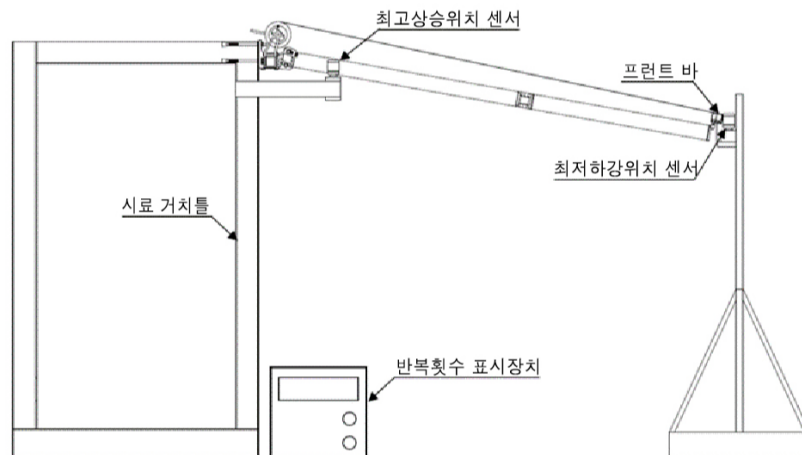 최고상승위치 센서
프런트 바
최저하강위치 센서
시료 거치틀
반복횟수 표시장치